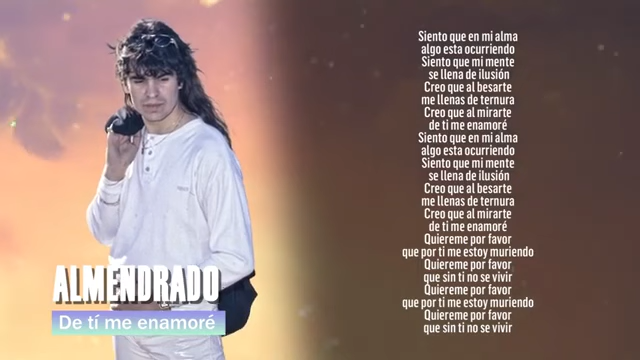 ALMENDRADO
De tí me enamoré
Siento que en mi alma
algo esta ocurriendo
Siento que mi mente
se llena de ilusión
Creo que al besarte
me llenas de ternura
Creo que al mirarte
de ti me enamoré
Siento que en mi alma
algo esta ocurriendo
Siento que mi mente
se llena de ilusión
Creo que al besarte
me llenas de ternura
Creo que al mirarte
de ti me enamoré
Quiereme por favor
que por ti me estoy muriendo
Quiereme por favor
que sin ti no se vivir
Quiereme por favor
que por ti me estoy muriendo
Quiereme por favor
que sin ti no se vivir